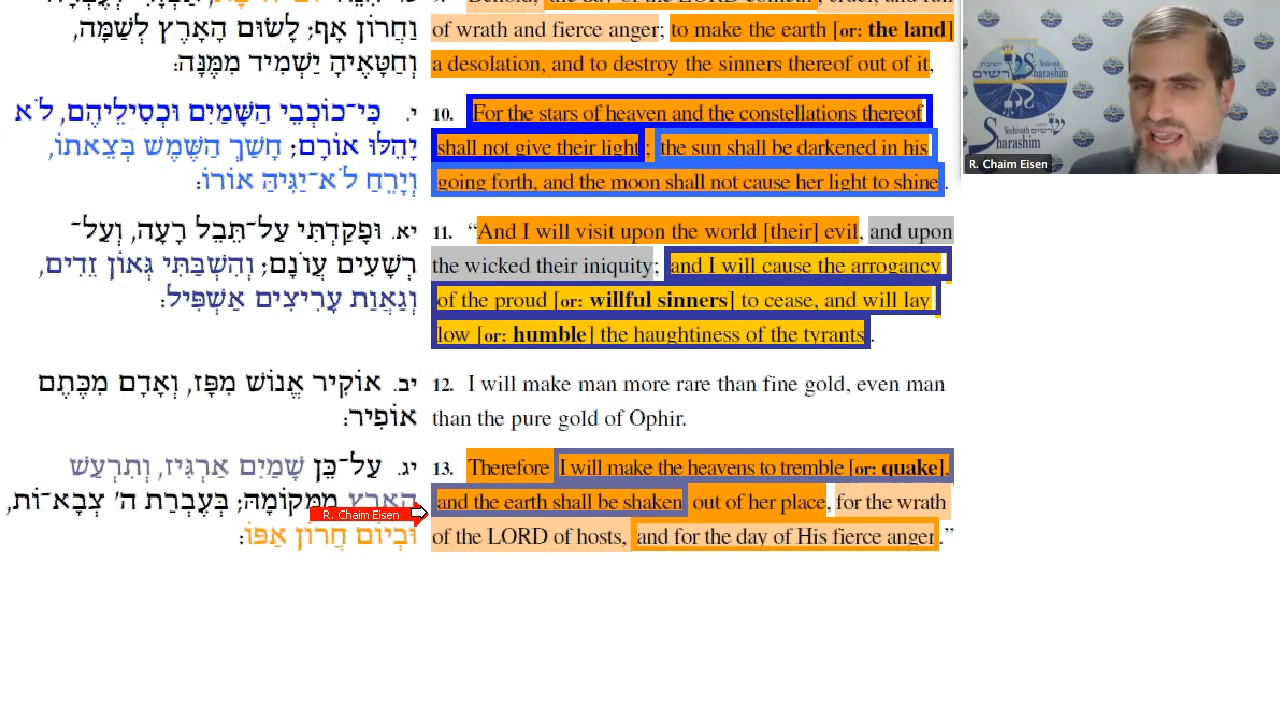 of wrath and fierce anger; to make the earth [or: the land]
a desolation, and to destroy the sinners thereof out of it,
10. For the stars of heaven and the constellations thereof
shall not give their light; the sun shall be darkened in his
going forth, and the moon shall not cause her light to shine.
11. “And I will visit upon the world [their] evil, and upon
the wicked their iniquity; and I will cause the arrogancy
of the proud [or: willful sinners] to cease, and will lay
low [or: humble] the haughtiness of the tyrants.
12. I will make man more rare than fine gold, even man
than the pure gold of Ophir.
13. Therefore I will make the heavens to tremble [or: quake],
and the earth shall be shaken out of her place, for the wrath
of the LORD of hosts, and for the day of His fierce anger.”
וַחֲרוֹן אָף; לָשׂוּם הָאָרֶץ לְשַׁמָּה,
וְחַטָּאֶיהָ יַשְׁמִיד מִמֶּנָּה:
י. כִּי־כוֹכְבֵי הַשָּׁמַיִם וּכְסִילֵיהֶם, לֹא
יָהֵלּוּ אוֹרָם; חָשַׁךְ הַשֶּׁמֶשׁ בְּצֵאתוֹ,
וְיָרֵחַ לֹא־יַגִּיהַּ אוֹרוֹ:
יא. וּפָקַדְתִּי עַל־תֵּבֵל רָעָה, וְעַל־
רְשָׁעִים עֲוֹנָם; וְהִשְׁבַּתִּי גְּאוֹן זֵדִים,
וְגַאֲוַת עָרִיצִים אַשְׁפִּיל:
יב. אוֹקִיר אֱנוֹשׁ מִפָּז, וְאָדָם מִכֶּתֶם
אוֹפִיר:
יג. עַל־כֵּן שָׁמַיִם אַרְגִּיז, וְתִרְעַשׁ
הָאָרֶץ מִמְּקוֹמָהּ; בְּעֶבְרַת ה' צְבָא־וֹת,
וּבְיוֹם חֲרוֹן אַפּוֹ:
R. Chaim Eisen
R. Chaim Eisen
Yeshivath
Sharashim
Yeshivath
Sharashim